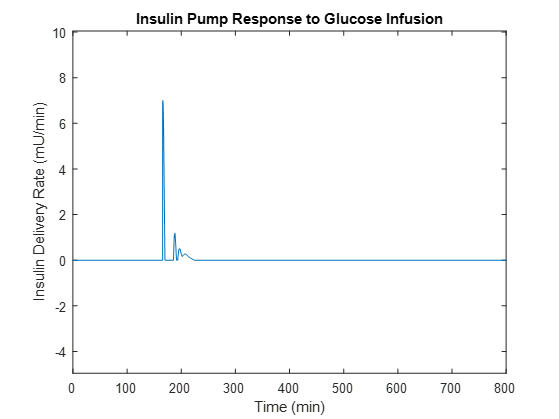 Insulin Pump Response to Glucose Infusion
10
8
6
4
2
0
-2
-4
Insulin Delivery Rate (mU/min)
0 100 200 300 400 500 600 700 800
Time (min)